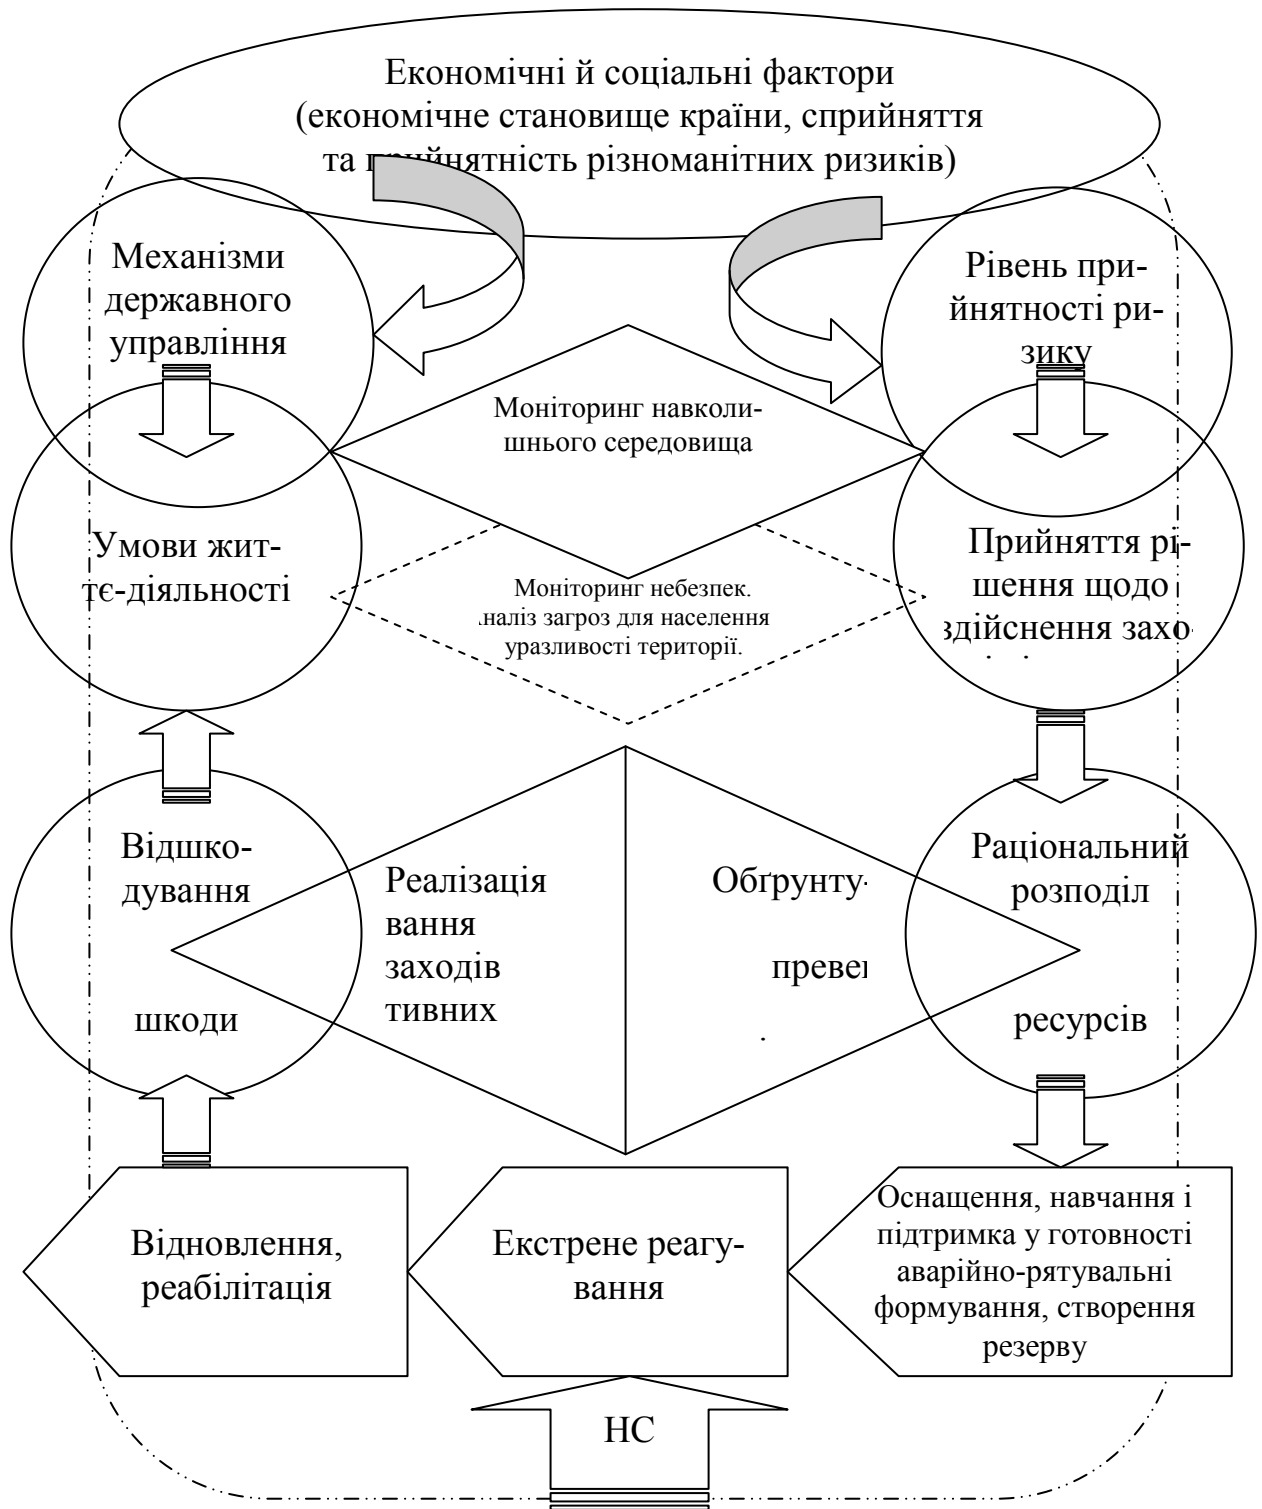 Економічні й соціальні фактори
(економічне становище країни, сприйняття
та прийнятність різноманітних ризиків)
Механізми
державного
управління
Рівень при-
йнятності ри-
зику
Моніторинг навколи-
шнього середовища
Умови жит-
тє-діяльності
Прийняття рі-
шення щодо
здійснення захо-
Моніторинг небезпек.
наліз загроз для населення
уразливості території.
Відшко-
дування
шкоди
Реалізація
вання
заходів
тивних
Обґрунту-
превен
Раціональний
розподіл
ресурсів
Відновлення,
реабілітація
Екстрене реагу-
вання
Оснащення, навчання і
підтримка у готовності
аварійно-рятувальні
формування, створення
резерву
НС